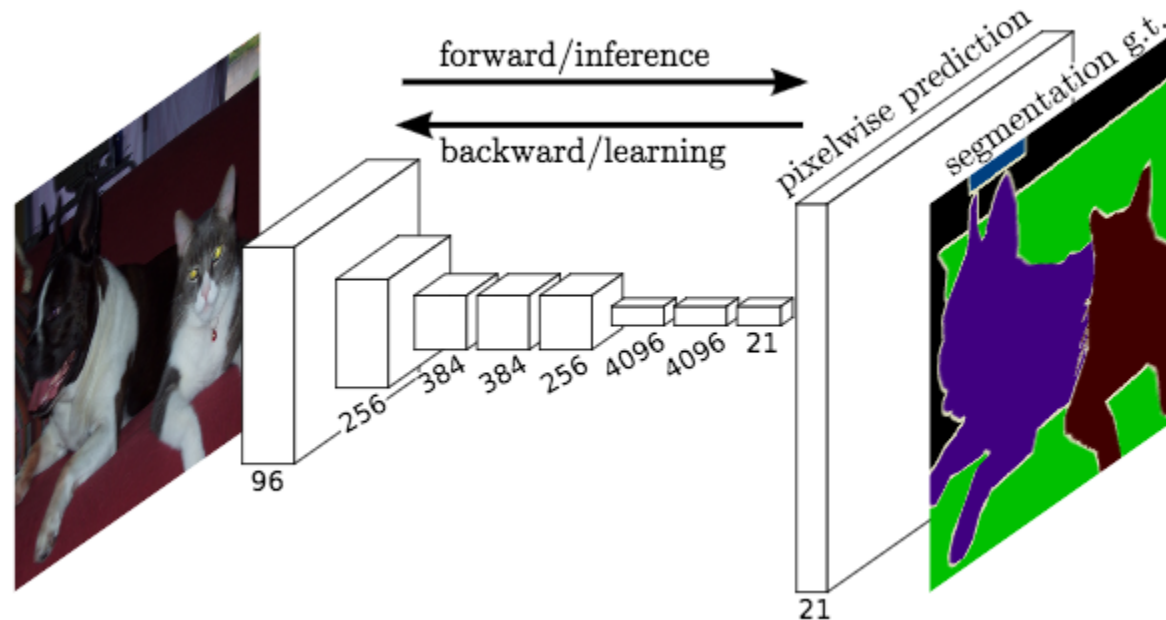 forward/inference
backward/learning
pixelwise prediction
segmentation g.t.
96
256
384
384
256
4096
4096
21
21